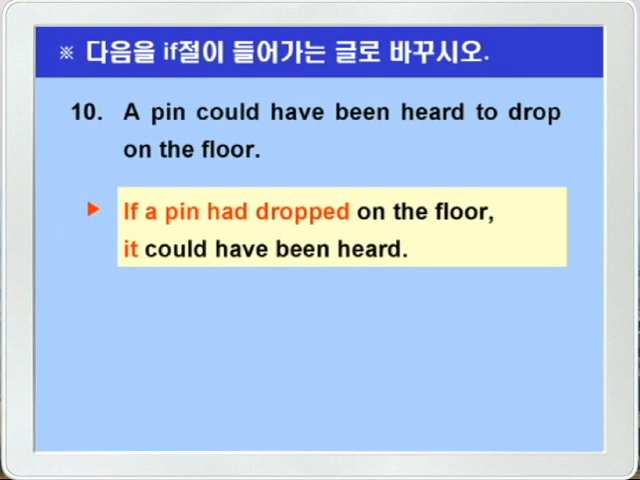 ※ 다음을 if절이 들어가는 글로 바꾸시오.
10. A pin could have been heard to drop
on the floor.
▶ If a pin had dropped on the floor,
it could have been heard.